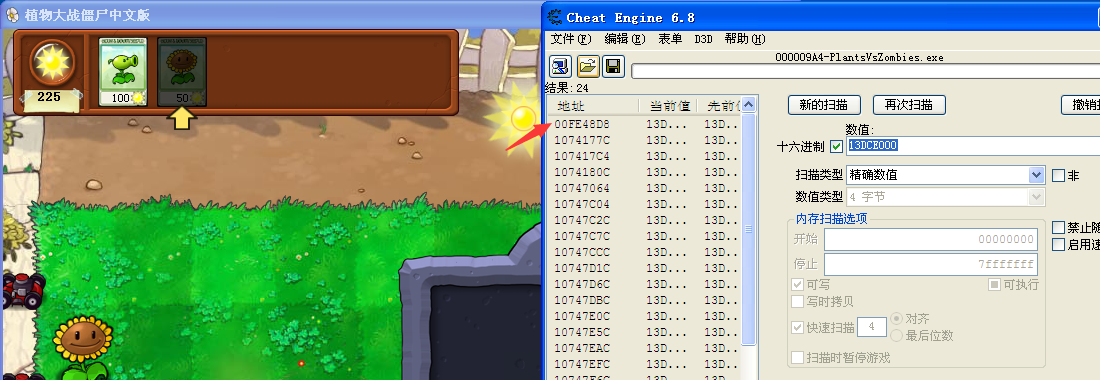 植物大战僵尸中文版
225
100
50
Cheat Engine 6.8
文件(F) 编辑(E) 表单 D3D 帮助(H)
000009A4-PlantsVsZombies.exe
结果: 24
地址 当前值 先前值
00FE48D8 13D... 13D...
1074177C 13D... 13D...
107417C4 13D... 13D...
1074180C 13D... 13D...
10747064 13D... 13D...
10747C04 13D... 13D...
10747C2C 13D... 13D...
10747C7C 13D... 13D...
10747CCC 13D... 13D...
10747D1C 13D... 13D...
10747D6C 13D... 13D...
10747DBC 13D... 13D...
10747E0C 13D... 13D...
10747E5C 13D... 13D...
10747EAC 13D... 13D...
10747EFC 13D... 13D...
新的扫描 再次扫描 撤销扫
数值:
十六进制 13DCE000
扫描类型 精确数值 非
数值类型 4 字节
内存扫描选项
开始 00000000
停止 7fffffff
禁止随
启用速
可写 可执行
写时拷贝
快速扫描 4 对齐
最后位数
扫描时暂停游戏